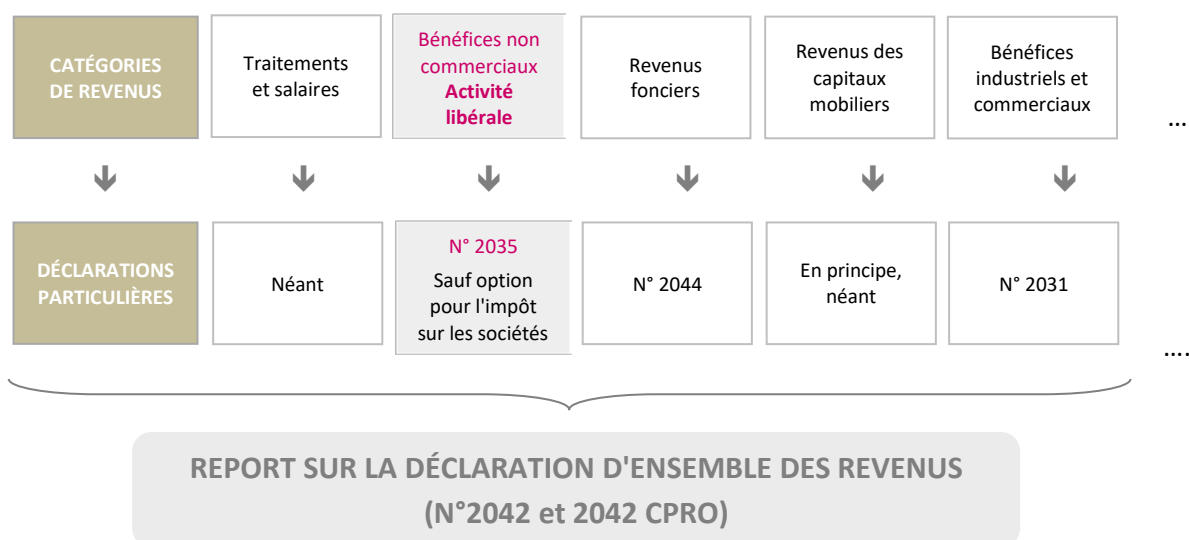 CATÉGORIES
DE REVENUS
Traitements
et salaires
Bénéfices non
commerciaux
Activité
libérale
Revenus
fonciers
Revenus des
capitaux
mobiliers
Bénéfices
industriels et
commerciaux
...
DÉCLARATIONS
PARTICULIÈRES
Néant
N° 2035
Sauf option
pour l'impôt
sur les sociétés
N° 2044
En principe,
néant
N° 2031
....
REPORT SUR LA DÉCLARATION D'ENSEMBLE DES REVENUS
(N°2042 et 2042 CPRO)